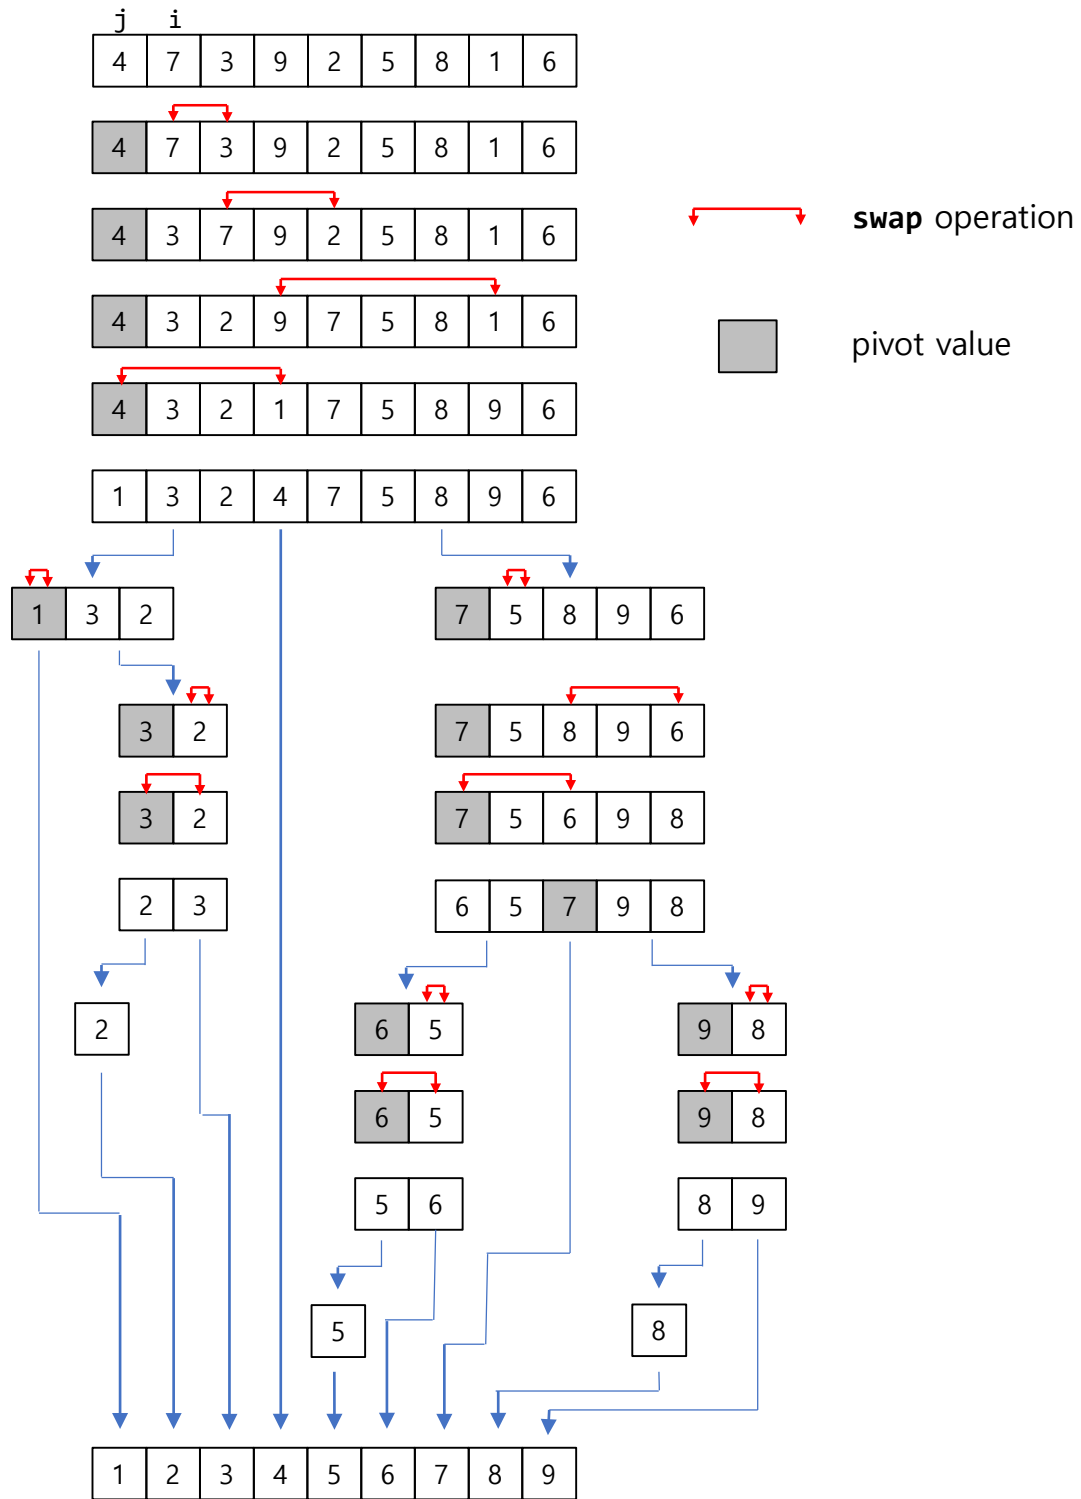 j i
4 7 3 9 2 5 8 1 6
4 7 3 9 2 5 8 1 6
swap operation
4 3 7 9 2 5 8 1 6
4 3 2 9 7 5 8 1 6
pivot value
4 3 2 1 7 5 8 9 6
1 3 2 4 7 5 8 9 6
1 3 2
7 5 8 9 6
3 2
7 5 8 9 6
3 2
7 5 6 9 8
2 3
6 5 7 9 8
2
6 5
9 8
6 5
9 8
5 6
8 9
5
8
1 2 3 4 5 6 7 8 9